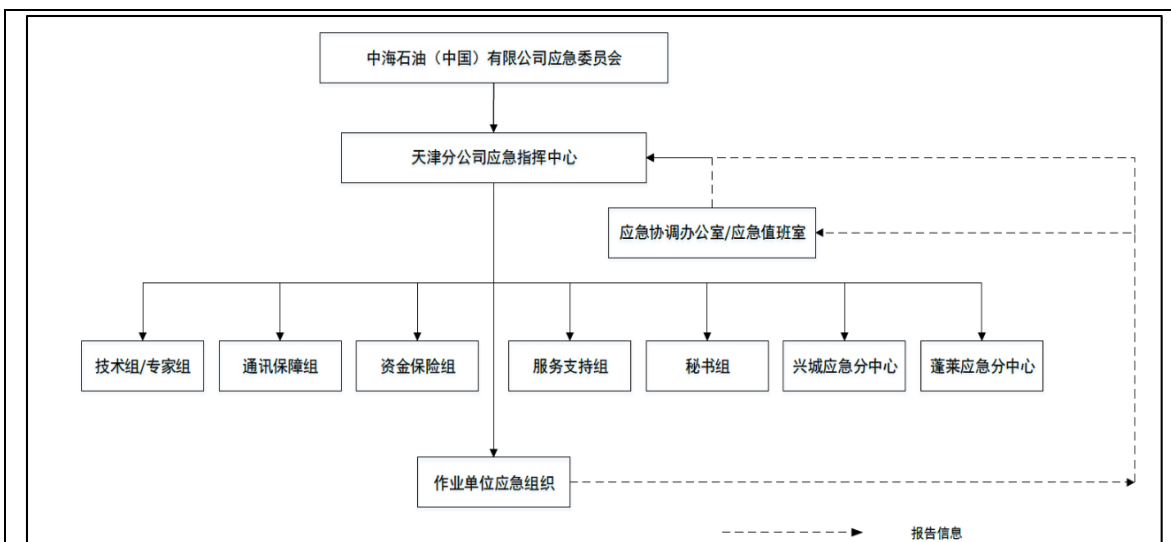 中海石油（中国）有限公司应急委员会
天津分公司应急指挥中心
应急协调办公室/应急值班室
技术组/专家组
通讯保障组
资金保险组
服务支持组
秘书组
兴城应急分中心
蓬莱应急分中心
作业单位应急组织
报告信息